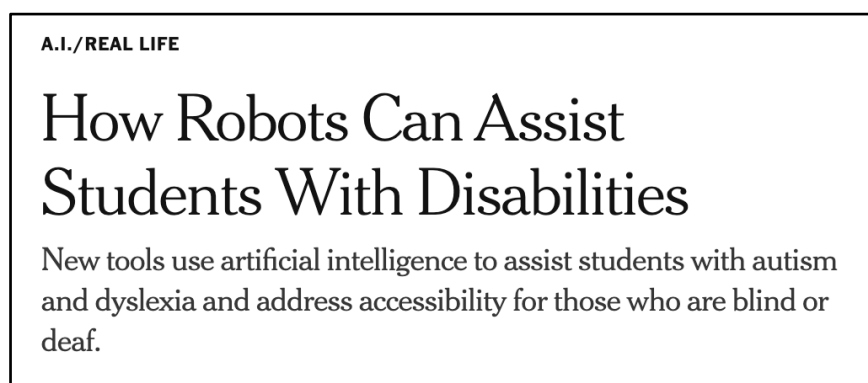 A.I./REAL LIFE
How Robots Can Assist
Students With Disabilities
New tools use artificial intelligence to assist students with autism
and dyslexia and address accessibility for those who are blind or
deaf.